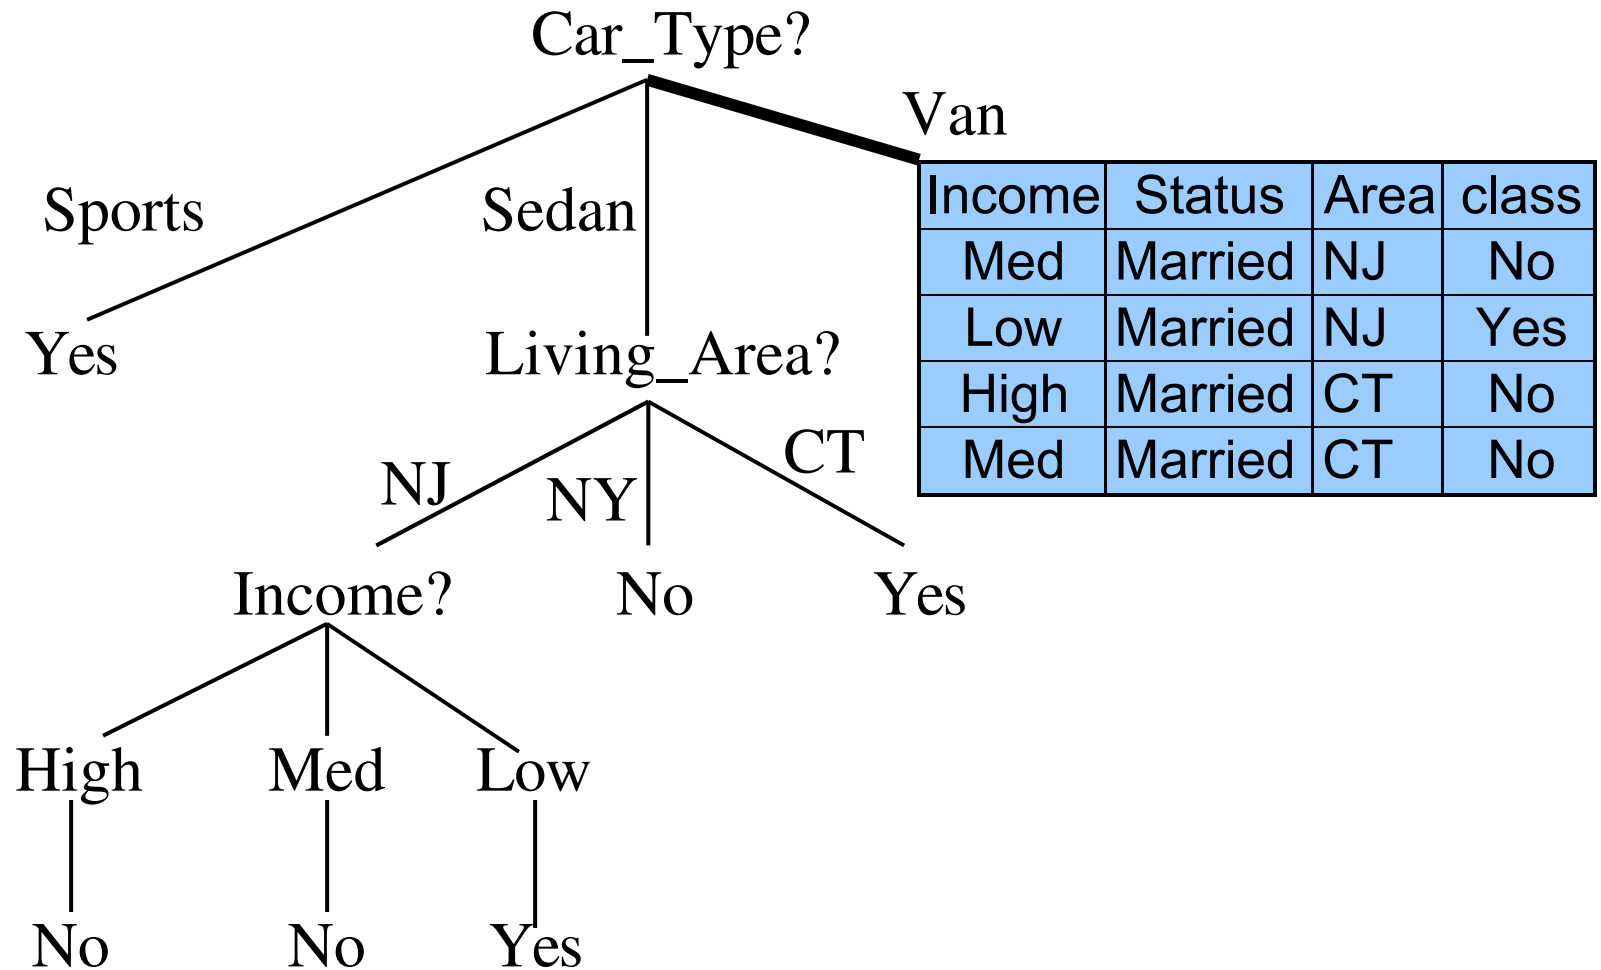 Car_Type?
Van
Sports
Sedan
Income Status Area class
Med Married NJ No
Low Married NJ Yes
High Married CT No
Med Married CT No
Yes
Living_Area?
NJ
NY
CT
Income?
No
Yes
High
Med
Low
No
No
Yes